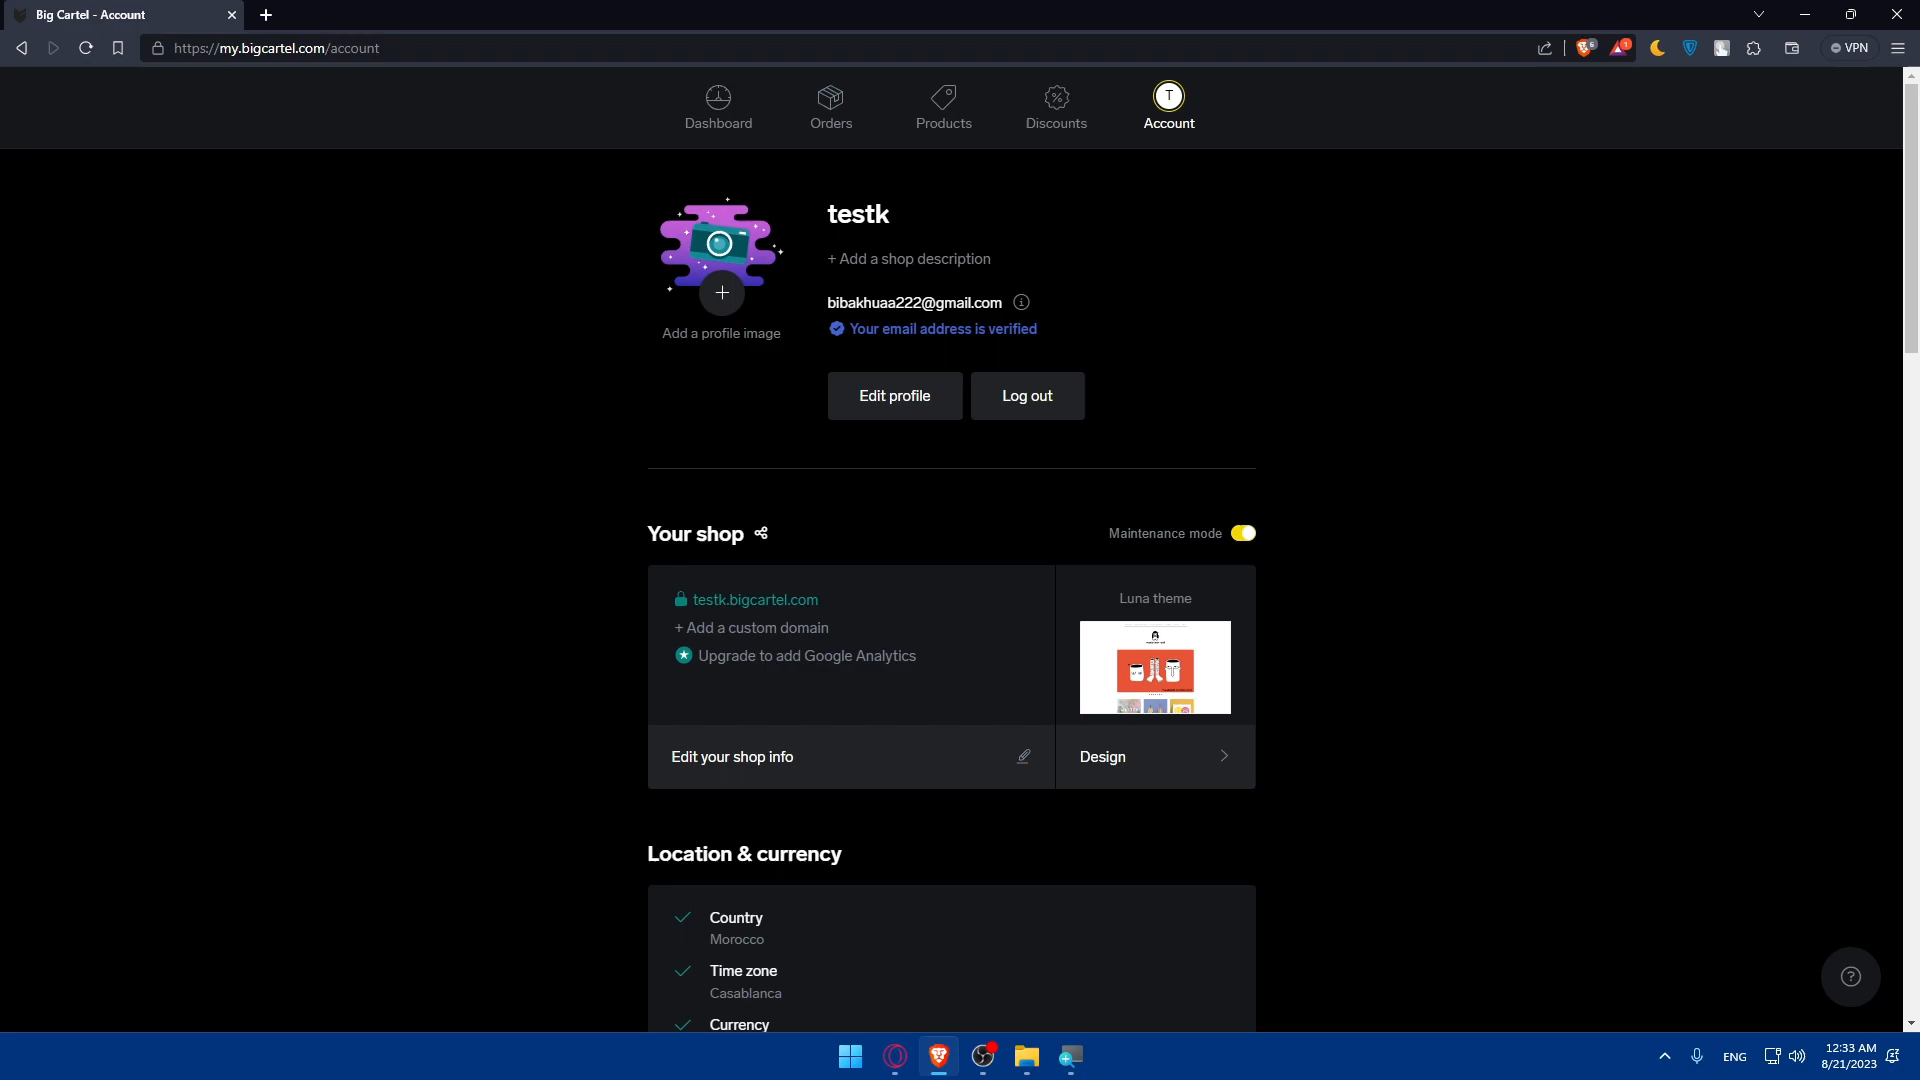 Big Cartel - Account
https://my.bigcartel.com/account
6
1
VPN
Dashboard
Orders
Products
Discounts
T
Account
testk
+ Add a shop description
bibakhuaa222@gmail.com
Your email address is verified
Add a profile image
Edit profile
Log out
Your shop
Maintenance mode
testk.bigcartel.com
+ Add a custom domain
Upgrade to add Google Analytics
Luna theme
Edit your shop info
Design
Location & currency
Country
Morocco
Time zone
Casablanca
Currency
ENG
12:33 AM
8/21/2023